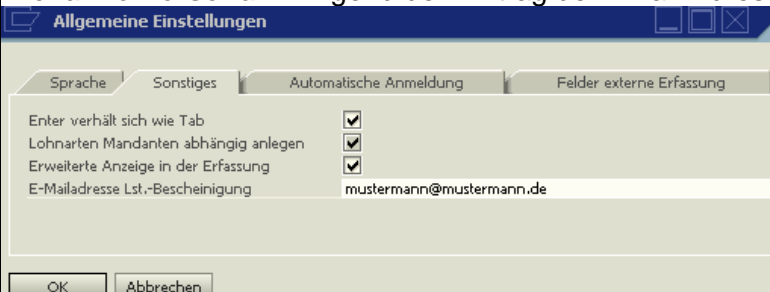 Allgemeine Einstellungen
Sprache Sonstiges Automatische Anmeldung Felder externe Erfassung
Enter verhält sich wie Tab
Lohnarten Mandanten abhängig anlegen
Erweiterte Anzeige in der Erfassung
E-Mailadresse Lst.-Bescheinigung mustermann@mustermann.de
OK Abbrechen